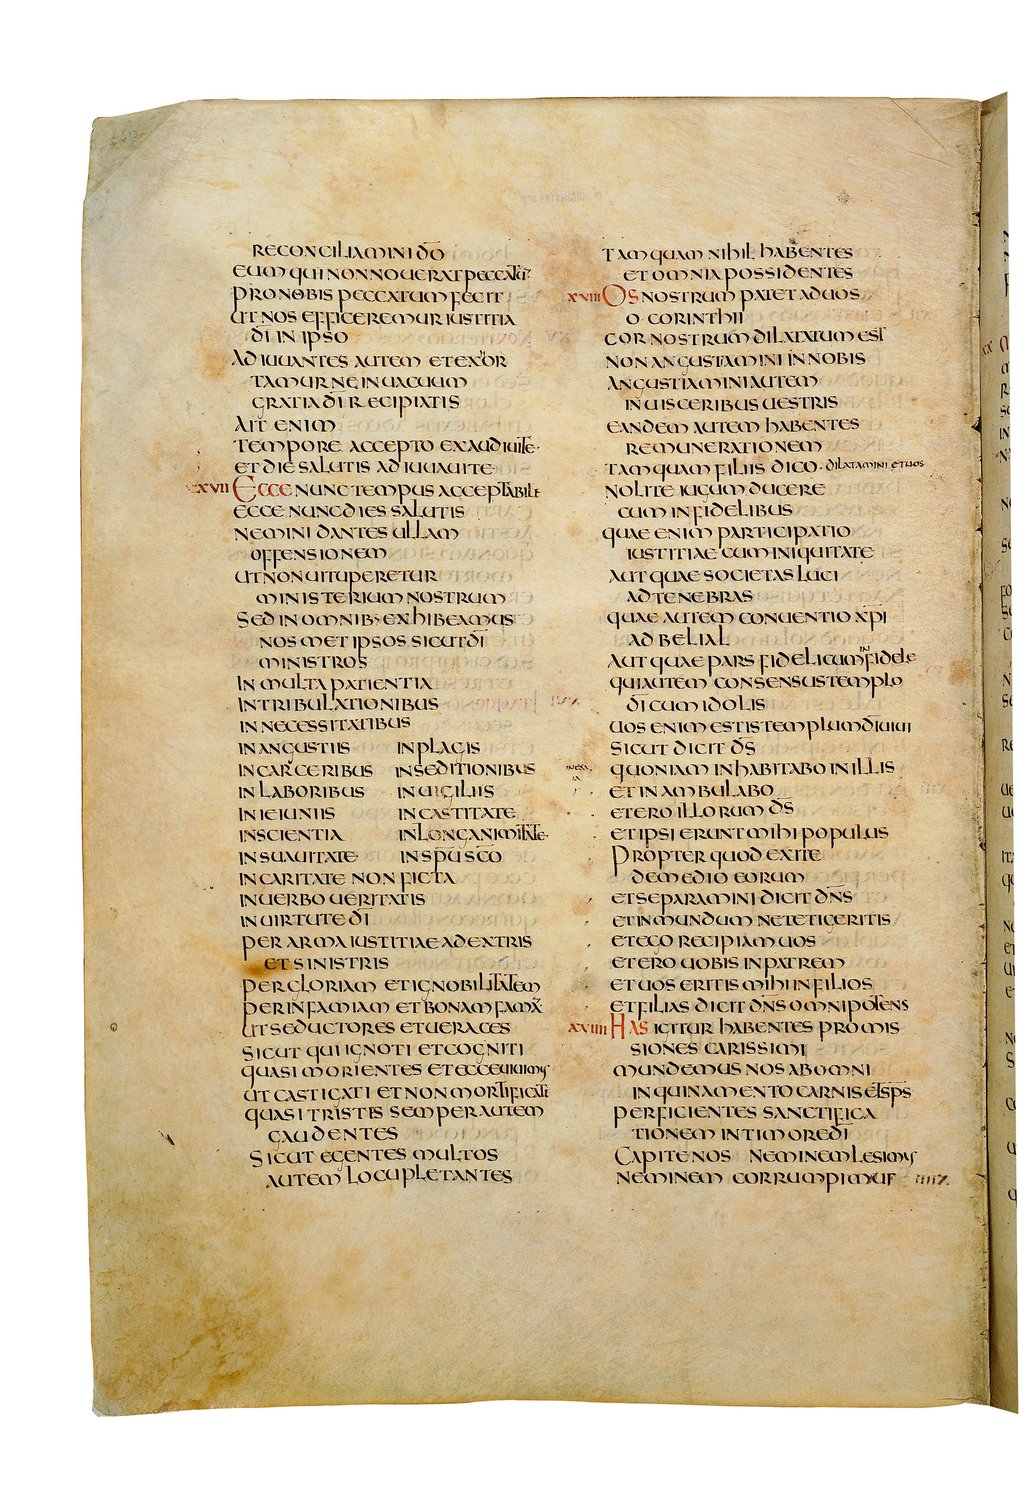 RECONCILIAMINI DO
EUM QUI NON NOUERAT PECCATU
PRO NOBIS PECCATUM FECIT
UT NOS EFFICEREMUR IUSTITIA
DI IN IPSO
ADIUUANTES AUTEM ET EXOR
TAMUR NE IN UACUUM
GRATIA DI RECIPIATIS
AIT ENIM
TEMPORE ACCEPTO EXAUDIUI TE
ET DIE SALUTIS ADIUUAUI TE
XVII ECCE NUNC TEMPUS ACCEPTABILE
ECCE NUNC DIES SALUTIS
NEMINI DANTES ULLAM
OFFENSIONEM
UT NON UITUPERETUR
MINISTERIUM NOSTRUM
SED IN OMNIB· EXHIBEAMUS
NOSMET IPSOS SICUT DI
MINISTROS
IN MULTA PATIENTIA
IN TRIBULATIONIBUS
IN NECESSITATIBUS
IN ANGUSTIIS IN PLAGIS
IN CARCERIBUS IN SEDITIONIBUS
IN LABORIBUS IN UIGILIIS
IN IEIUNIIS IN CASTITATE
IN SCIENTIA IN LONGANIMITATE
IN SUAUITATE IN SPU SCO
IN CARITATE NON FICTA
IN UERBO UERITATIS
IN UIRTUTE DI
PER ARMA IUSTITIAE A DEXTRIS
ET SINISTRIS
PER GLORIAM ET IGNOBILITATEM
PER INFAMIAM ET BONAM FAMA
UT SEDUCTORES ET UERACES
SICUT QUI IGNOTI ET COGNITI
QUASI MORIENTES ET ECCE UIUIMUS
UT CASTIGATI ET NON MORTIFICATI
QUASI TRISTIS SEMPER AUTEM
GAUDENTES
SICUT EGENTES MULTOS
AUTEM LOCUPLETANTES
TAMQUAM NIHIL HABENTES
ET OMNIA POSSIDENTES
XVIII OS NOSTRUM PATET AD UOS
O CORINTHII
COR NOSTRUM DILATATUM EST
NON ANGUSTIAMINI IN NOBIS
ANGUSTIAMINI AUTEM
IN UISCERIBUS UESTRIS
EANDEM AUTEM HABENTES
REMUNERATIONEM
TAMQUAM FILIIS DICO · DILATAMINI ET UOS
NOLITE IUGUM DUCERE
CUM INFIDELIBUS
QUAE ENIM PARTICIPATIO
IUSTITIAE CUM INIQUITATE
AUT QUAE SOCIETAS LUCI
AD TENEBRAS
QUAE AUTEM CONUENTIO XPI
AD BELIAL
AUT QUAE PARS FIDELI CUM INFIDELE
QUI AUTEM CONSENSUS TEMPLO
DI CUM IDOLIS
UOS ENIM ESTIS TEMPLUM DI UIUI
SICUT DICIT DS
QUONIAM INHABITABO IN ILLIS
ET INAMBULABO
ET ERO ILLORUM DS
ET IPSI ERUNT MIHI POPULUS
PROPTER QUOD EXITE
DE MEDIO EORUM
ET SEPARAMINI DICIT DNS
ET INMUNDUM NE TETIGERITIS
ET EGO RECIPIAM UOS
ET ERO UOBIS IN PATREM
ET UOS ERITIS MIHI IN FILIOS
ET FILIAS DICIT DNS OMNIPOTENS
XVIIII HAS IGITUR HABENTES PROMIS
SIONES CARISSIMI
MUNDEMUS NOS AB OMNI
INQUINAMENTO CARNIS ET SPS
PERFICIENTES SANCTIFICA
TIONEM IN TIMORE DI
CAPITE NOS NEMINEM LESIMUS
NEMINEM CORRUMPIMUS